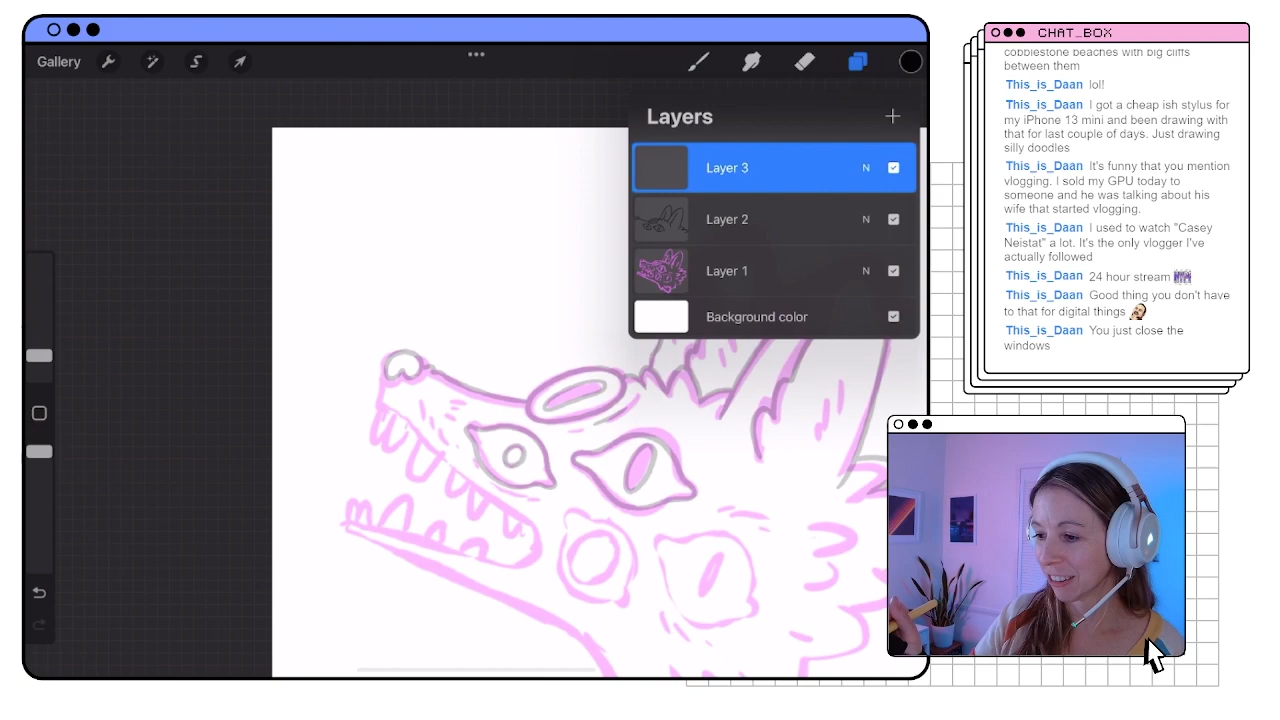 CHAT_BOX
Gallery
S
Layers
Layer 3 N
Layer 2 N
Layer 1 N
Background color
cobblestone beaches with big cliffs
between them
This_is_Daan lol!
This_is_Daan I got a cheap ish stylus for
my iPhone 13 mini and been drawing with
that for last couple of days. Just drawing
silly doodles
This_is_Daan It's funny that you mention
vlogging. I sold my GPU today to
someone and he was talking about his
wife that started vlogging.
This_is_Daan I used to watch "Casey
Neistat" a lot. It's the only vlogger I've
actually followed
This_is_Daan 24 hour stream
This_is_Daan Good thing you don't have
to that for digital things
This_is_Daan You just close the
windows